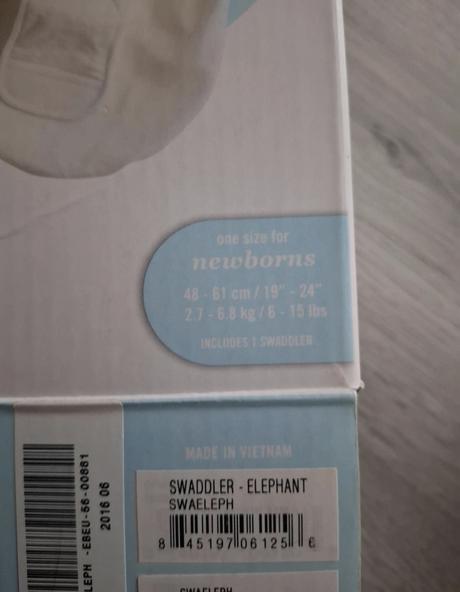 one size for
newborns
48 - 61 cm / 19" - 24"
2.7 - 6.8 kg / 6 - 15 lbs
INCLUDES 1 SWADDLER
MADE IN VIETNAM
SWADDLER - ELEPHANT
SWAELEPH
8 45197 06125 6
LEPH -EBEU-56-00881
2016 06
SWAELEPH